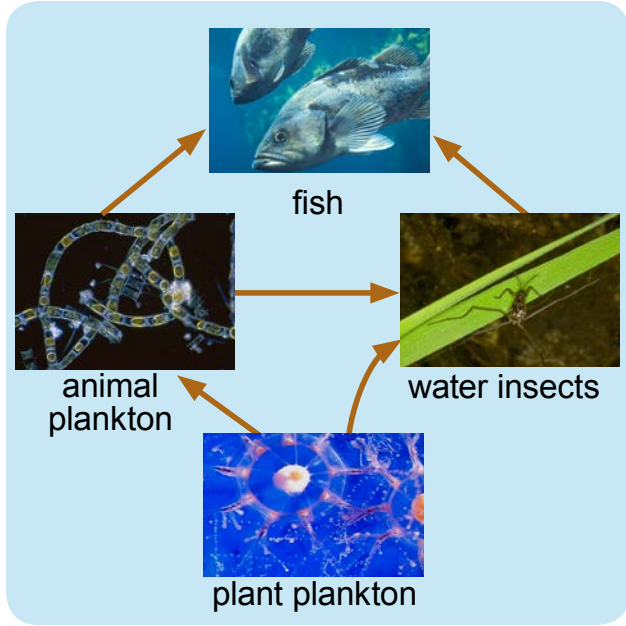 fish
animal
plankton
water insects
plant plankton